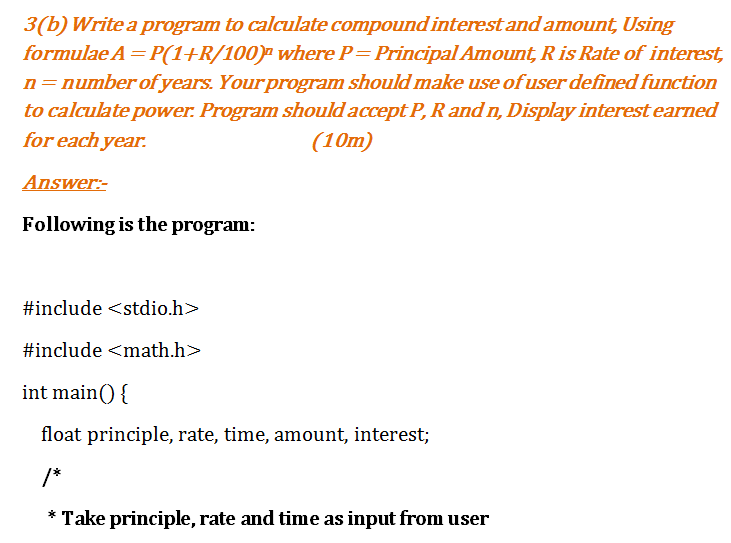 3(b) Write a program to calculate compound interest and amount, Using
formulae A = P(1+R/100)ⁿ where P = Principal Amount, R is Rate of interest,
n = number of years. Your program should make use of user defined function
to calculate power. Program should accept P, R and n, Display interest earned
for each year. (10m)
Answer:-
Following is the program:
#include <stdio.h>
#include <math.h>
int main() {
float principle, rate, time, amount, interest;
/*
* Take principle, rate and time as input from user